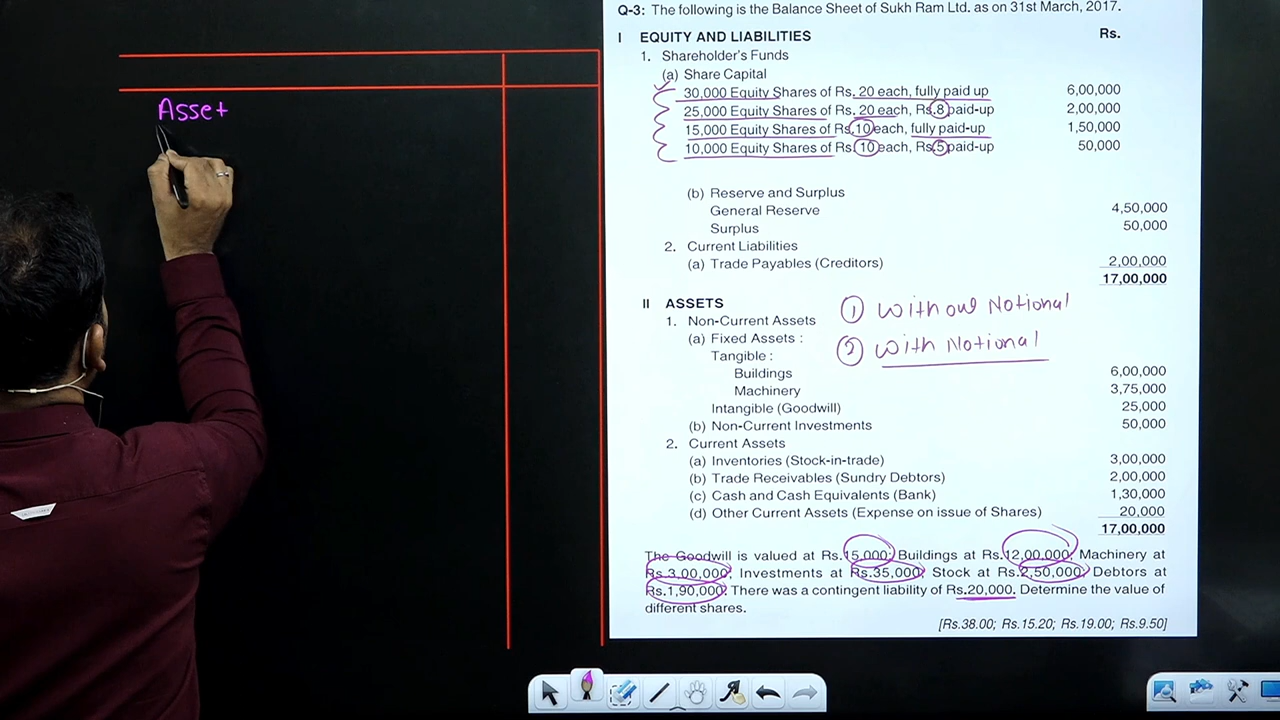 Asset
Q-3: The following is the Balance Sheet of Sukh Ram Ltd. as on 31st March, 2017.
I EQUITY AND LIABILITIES Rs.
1. Shareholder's Funds
(a) Share Capital
30,000 Equity Shares of Rs. 20 each, fully paid up 6,00,000
25,000 Equity Shares of Rs. 20 each, Rs.8 paid-up 2,00,000
15,000 Equity Shares of Rs.10 each, fully paid-up 1,50,000
10,000 Equity Shares of Rs.10 each, Rs.5 paid-up 50,000
(b) Reserve and Surplus
General Reserve 4,50,000
Surplus 50,000
2. Current Liabilities
(a) Trade Payables (Creditors) 2,00,000
17,00,000
II ASSETS
1 without Notional
1. Non-Current Assets
(a) Fixed Assets :
2 with Notional
Tangible :
Buildings 6,00,000
Machinery 3,75,000
Intangible (Goodwill) 25,000
(b) Non-Current Investments 50,000
2. Current Assets
(a) Inventories (Stock-in-trade) 3,00,000
(b) Trade Receivables (Sundry Debtors) 2,00,000
(c) Cash and Cash Equivalents (Bank) 1,30,000
(d) Other Current Assets (Expense on issue of Shares) 20,000
17,00,000
The Goodwill is valued at Rs.15,000; Buildings at Rs.12,00,000; Machinery at
Rs.3,00,000; Investments at Rs.35,000; Stock at Rs.2,50,000; Debtors at
Rs.1,90,000. There was a contingent liability of Rs.20,000. Determine the value of
different shares.
[Rs.38.00; Rs.15.20; Rs.19.00; Rs.9.50]